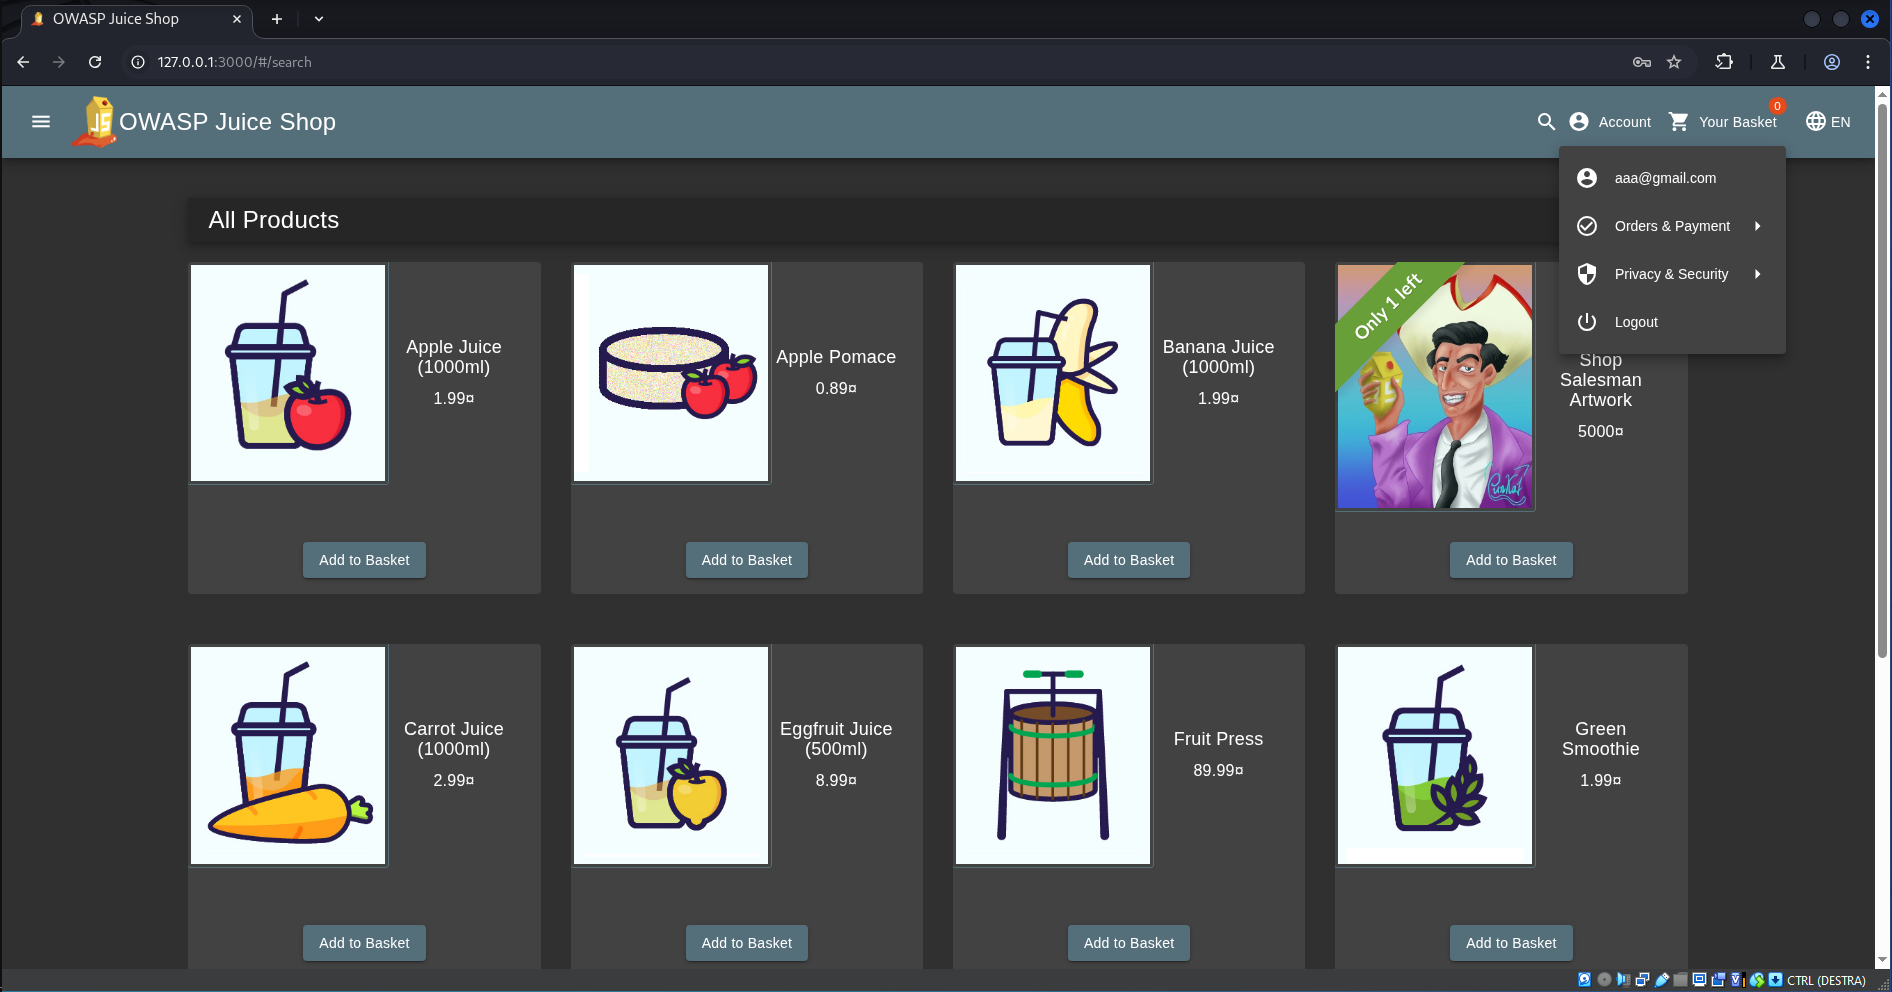 OWASP Juice Shop
127.0.0.1:3000/#/search
OWASP Juice Shop
Account
Your Basket
0
EN
aaa@gmail.com
Orders & Payment
Privacy & Security
Logout
All Products
Apple Juice
(1000ml)
1.99¤
Add to Basket
Apple Pomace
0.89¤
Add to Basket
Banana Juice
(1000ml)
1.99¤
Add to Basket
Only 1 left
Shop
Salesman
Artwork
5000¤
Add to Basket
Carrot Juice
(1000ml)
2.99¤
Add to Basket
Eggfruit Juice
(500ml)
8.99¤
Add to Basket
Fruit Press
89.99¤
Add to Basket
Green
Smoothie
1.99¤
Add to Basket
CTRL (DESTRA)